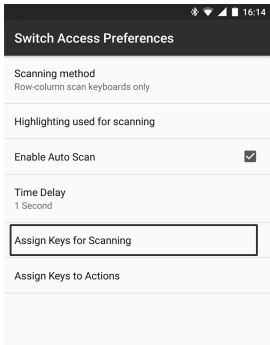 16:14
Switch Access Preferences
Scanning method
Row-column scan keyboards only
Highlighting used for scanning
Enable Auto Scan
Time Delay
1 Second
Assign Keys for Scanning
Assign Keys to Actions